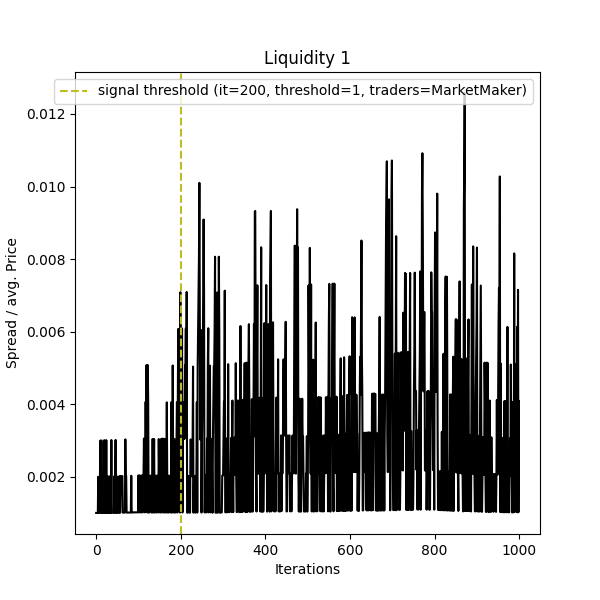 Liquidity 1
signal threshold (it=200, threshold=1, traders=MarketMaker)
0.012
0.010
0.008
0.006
0.004
0.002
Spread / avg. Price
0 200 400 600 800 1000
Iterations